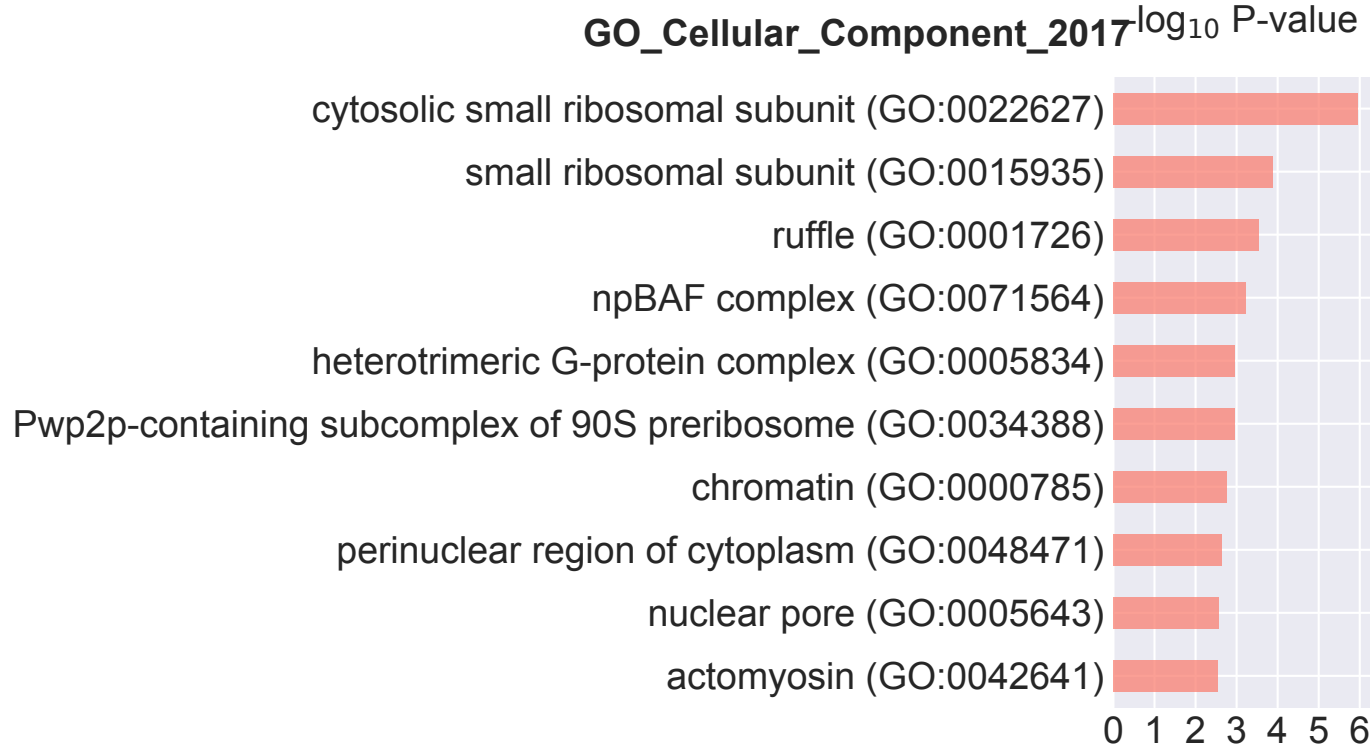 GO_Cellular_Component_2017
-log₁₀ P-value
cytosolic small ribosomal subunit (GO:0022627)
small ribosomal subunit (GO:0015935)
ruffle (GO:0001726)
npBAF complex (GO:0071564)
heterotrimeric G-protein complex (GO:0005834)
Pwp2p-containing subcomplex of 90S preribosome (GO:0034388)
chromatin (GO:0000785)
perinuclear region of cytoplasm (GO:0048471)
nuclear pore (GO:0005643)
actomyosin (GO:0042641)
0 1 2 3 4 5 6